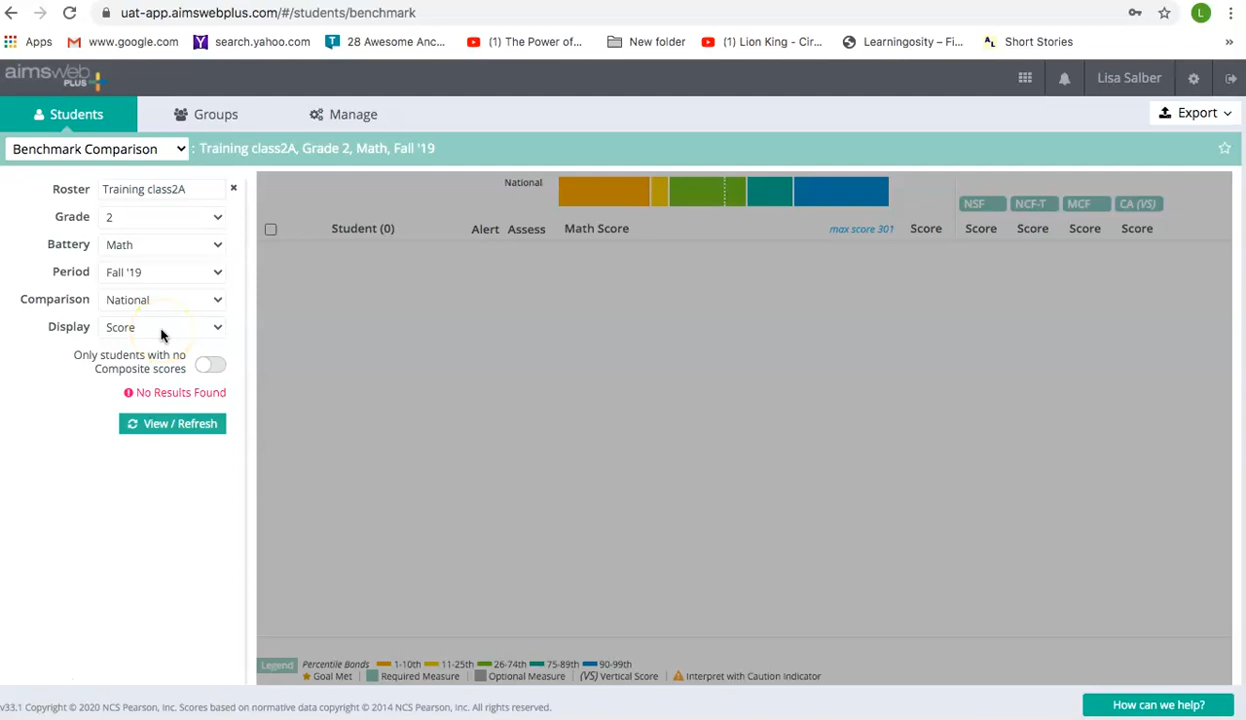 uat-app.aimswebplus.com/#/students/benchmark
L
Apps www.google.com search.yahoo.com 28 Awesome Anc... (1) The Power of... New folder (1) Lion King - Cir... Learningosity – Fi... Short Stories »
aimsweb PLUS Lisa Salber
Students Groups Manage Export
Benchmark Comparison : Training class2A, Grade 2, Math, Fall '19
Roster Training class2A
Grade 2
Battery Math
Period Fall '19
Comparison National
Display Score
Only students with no
Composite scores
No Results Found
View / Refresh
National
NSF NCF-T MCF CA (VS)
Student (0) Alert Assess Math Score max score 301 Score Score Score Score Score
Legend Percentile Bands 1-10th 11-25th 26-74th 75-89th 90-99th
Goal Met Required Measure Optional Measure (VS) Vertical Score Interpret with Caution Indicator
v33.1 Copyright © 2020 NCS Pearson, Inc. Scores based on normative data copyright © 2014 NCS Pearson, Inc. All rights reserved.
How can we help?